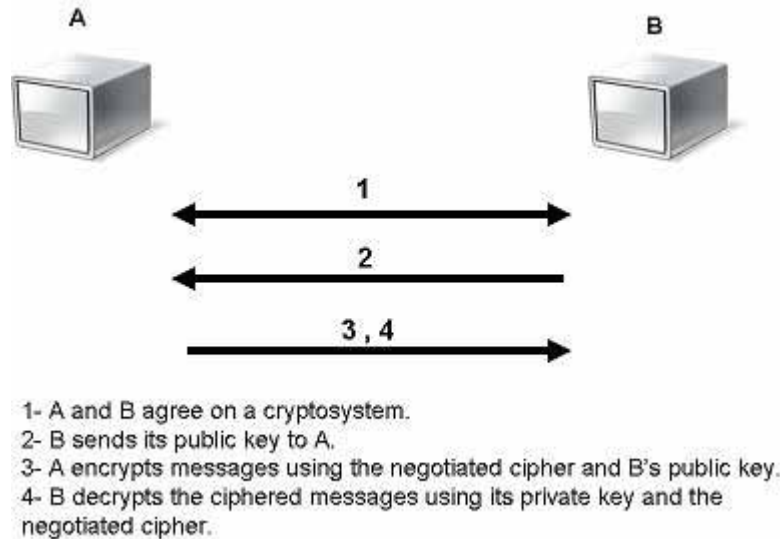 A
B
1
2
3 , 4
1- A and B agree on a cryptosystem.
2- B sends its public key to A.
3- A encrypts messages using the negotiated cipher and B's public key.
4- B decrypts the ciphered messages using its private key and the
negotiated cipher.